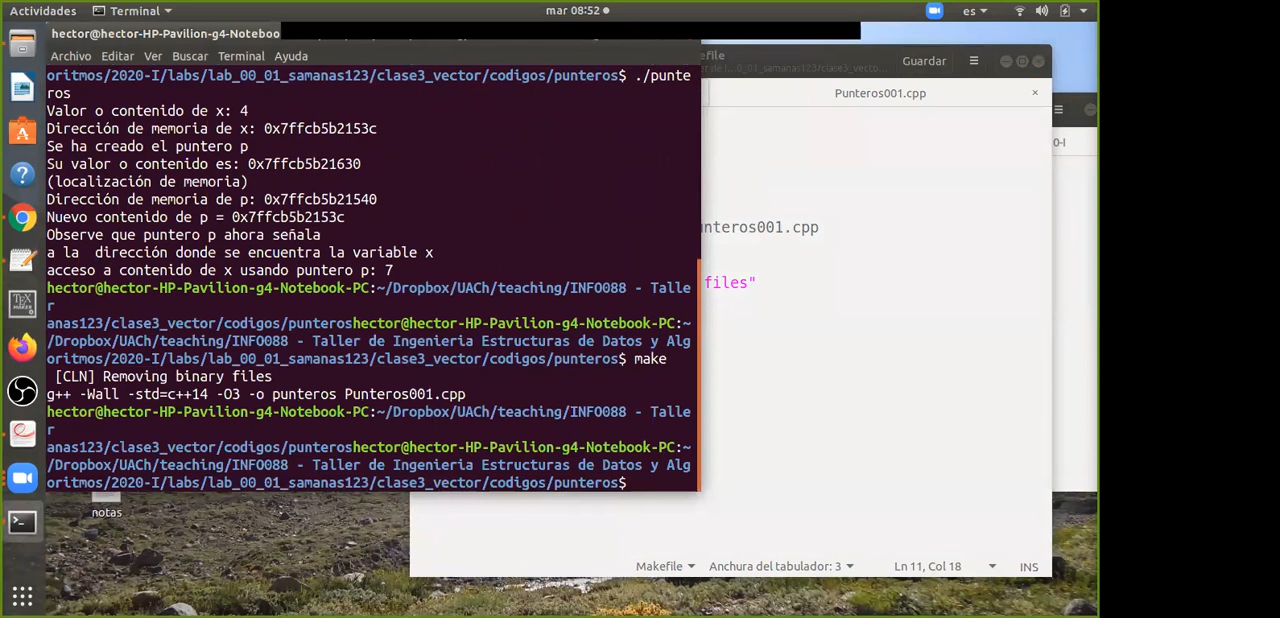 Actividades
Terminal
mar 08:52
es
hector@hector-HP-Pavilion-g4-Noteboo
Archivo Editar Ver Buscar Terminal Ayuda
oritmos/2020-I/labs/lab_00_01_samanas123/clase3_vector/codigos/punteros$ ./punte
ros
Valor o contenido de x: 4
Dirección de memoria de x: 0x7ffcb5b2153c
Se ha creado el puntero p
Su valor o contenido es: 0x7ffcb5b21630
(localización de memoria)
Dirección de memoria de p: 0x7ffcb5b21540
Nuevo contenido de p = 0x7ffcb5b2153c
Observe que puntero p ahora señala
a la  dirección donde se encuentra la variable x
acceso a contenido de x usando puntero p: 7
hector@hector-HP-Pavilion-g4-Notebook-PC:~/Dropbox/UACh/teaching/INFO088 - Talle
r
anas123/clase3_vector/codigos/punteroshector@hector-HP-Pavilion-g4-Notebook-PC:~
/Dropbox/UACh/teaching/INFO088 - Taller de Ingenieria Estructuras de Datos y Alg
oritmos/2020-I/labs/lab_00_01_samanas123/clase3_vector/codigos/punteros$ make
[CLN] Removing binary files
g++ -Wall -std=c++14 -O3 -o punteros Punteros001.cpp
hector@hector-HP-Pavilion-g4-Notebook-PC:~/Dropbox/UACh/teaching/INFO088 - Talle
r
anas123/clase3_vector/codigos/punteroshector@hector-HP-Pavilion-g4-Notebook-PC:~
/Dropbox/UACh/teaching/INFO088 - Taller de Ingenieria Estructuras de Datos y Alg
oritmos/2020-I/labs/lab_00_01_samanas123/clase3_vector/codigos/punteros$
file
Guardar
Punteros001.cpp
0-I
unteros001.cpp
files"
notas
Makefile Anchura del tabulador: 3 Ln 11, Col 18 INS